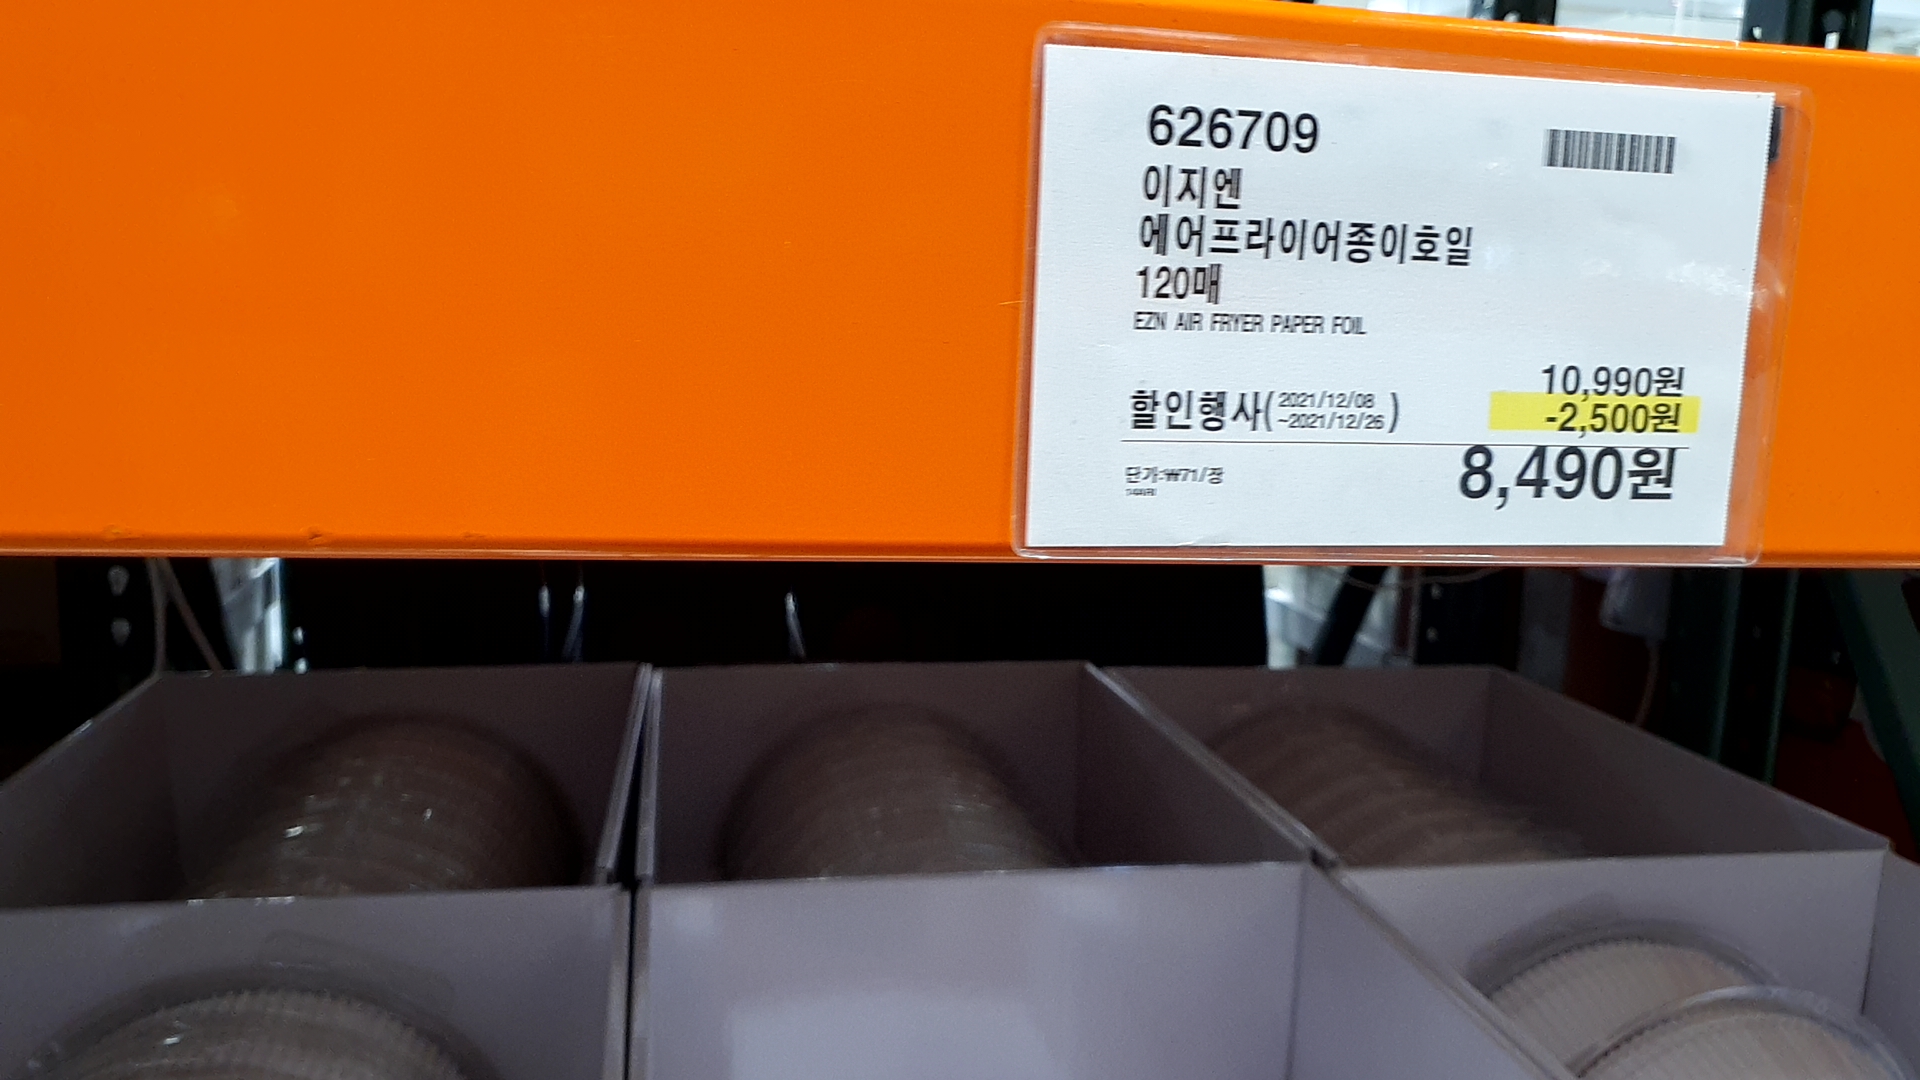 626709
이지엔
에어프라이어종이호일
120매
EZN AIR FRYER PAPER FOIL
10,990원
할인행사(2021/12/08 ~2021/12/26)
-2,500원
8,490원
단가:₩71/장